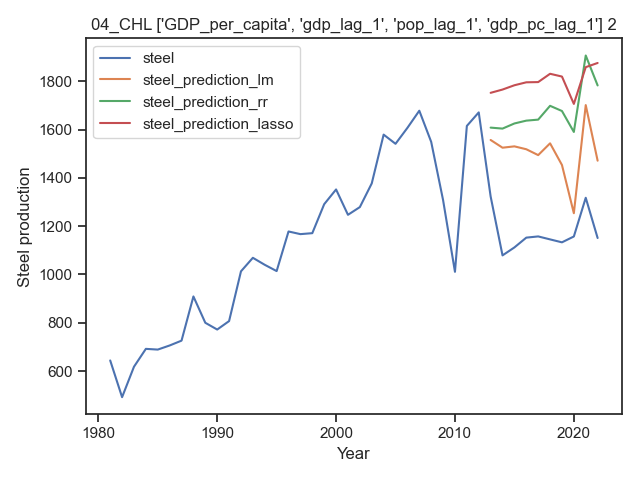 04_CHL ['GDP_per_capita', 'gdp_lag_1', 'pop_lag_1', 'gdp_pc_lag_1'] 2
steel
steel_prediction_lm
steel_prediction_rr
steel_prediction_lasso
Steel production
1800
1600
1400
1200
1000
800
600
1980
1990
2000
2010
2020
Year